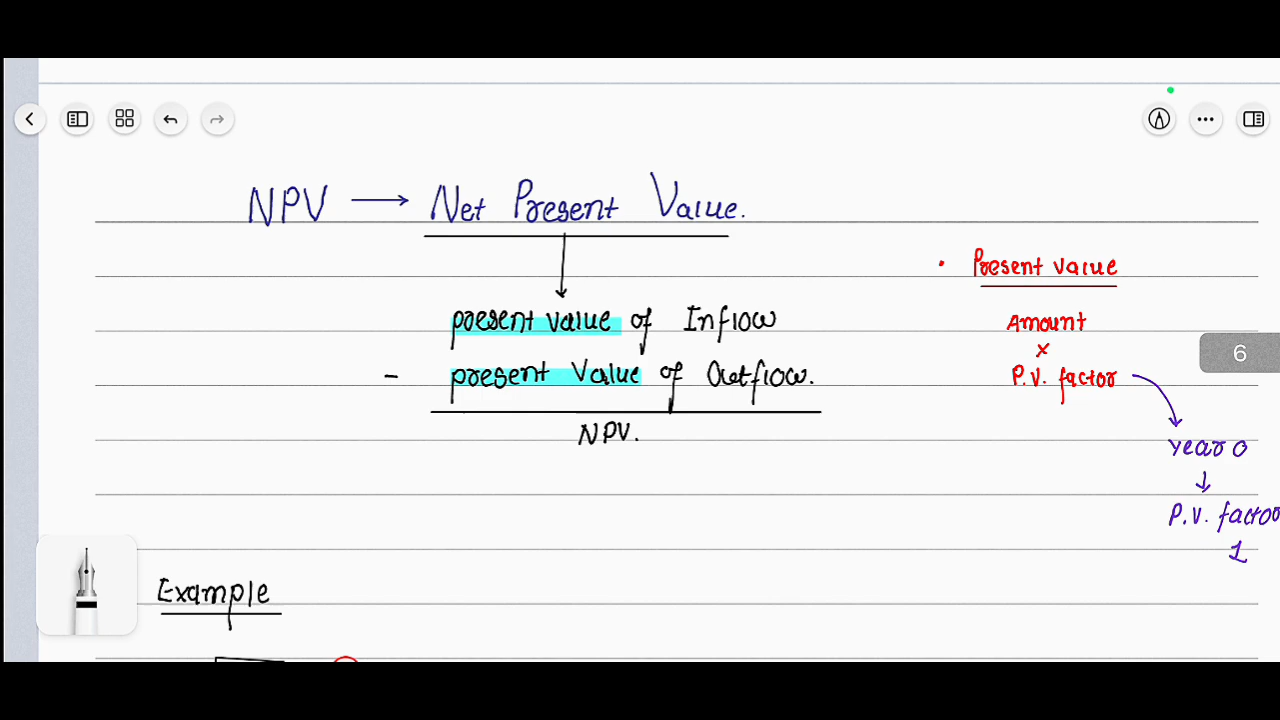 NPV → Net Present Value.
present value of Inflow
- present Value of Outflow.
NPV.
• Present Value
Amount
×
P.V. factor
year 0
↓
P.V. factor
1
6
Example